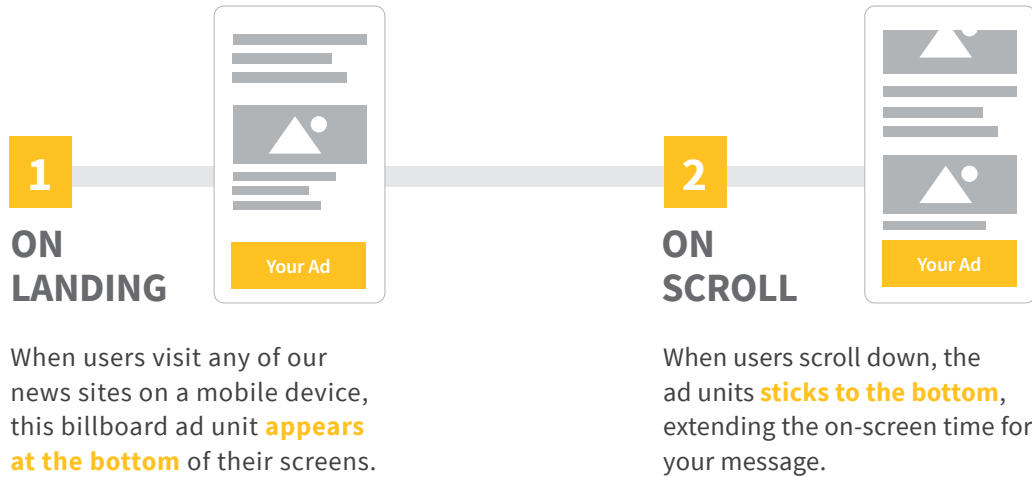 1
ON
LANDING
Your Ad
When users visit any of our
news sites on a mobile device,
this billboard ad unit appears
at the bottom of their screens.
2
ON
SCROLL
Your Ad
When users scroll down, the
ad units sticks to the bottom,
extending the on-screen time for
your message.